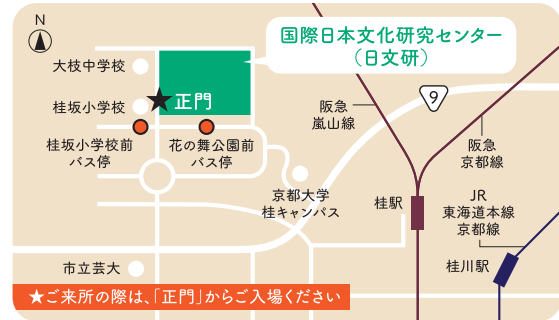 N
国際日本文化研究センター
（日文研）
大枝中学校
9
桂坂小学校
★正門
阪急
嵐山線
桂坂小学校前
バス停
花の舞公園前
バス停
阪急
京都線
京都大学
桂キャンパス
桂駅
JR
東海道本線
京都線
市立芸大
桂川駅
★ご来所の際は、「正門」からご入場ください